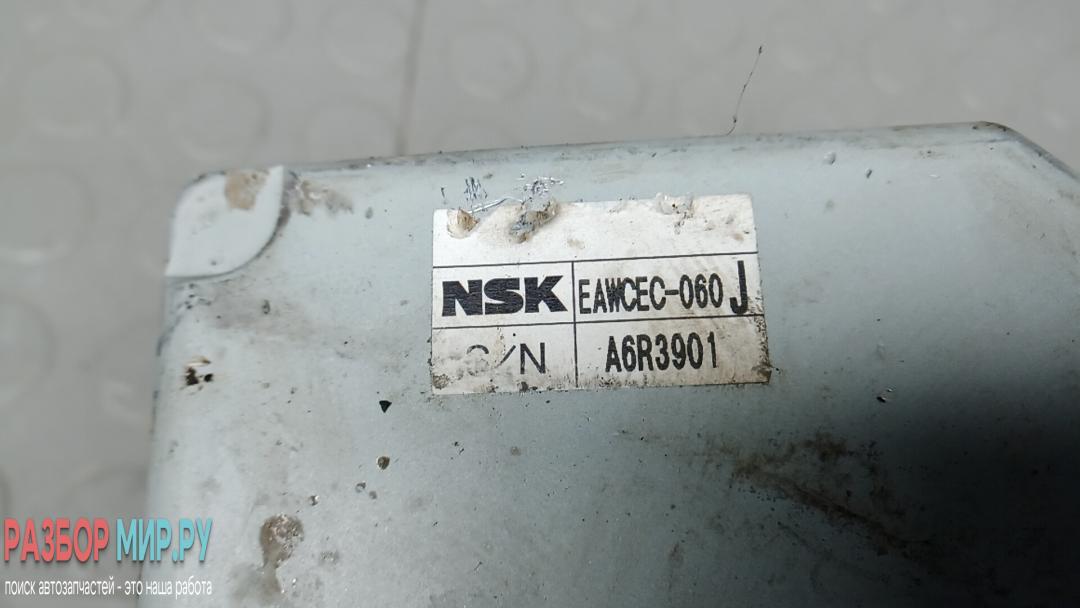 NSK EAWCEC-060 J
S/N A6R3901
РАЗБОР МИР.РУ
поиск автозапчастей - это наша работа